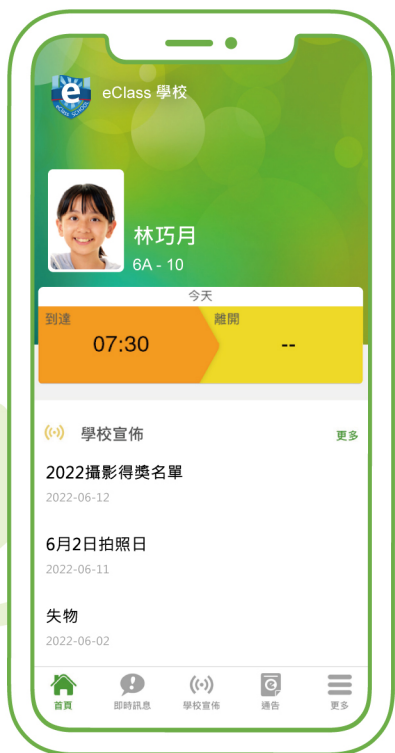 eClass 學校
e
eCLASS SCHOOL
林巧月
6A - 10
今天
到達 離開
07:30 --
學校宣佈 更多
2022攝影得獎名單
2022-06-12
6月2日拍照日
2022-06-11
失物
2022-06-02
首頁 即時訊息 學校宣佈 通告 更多